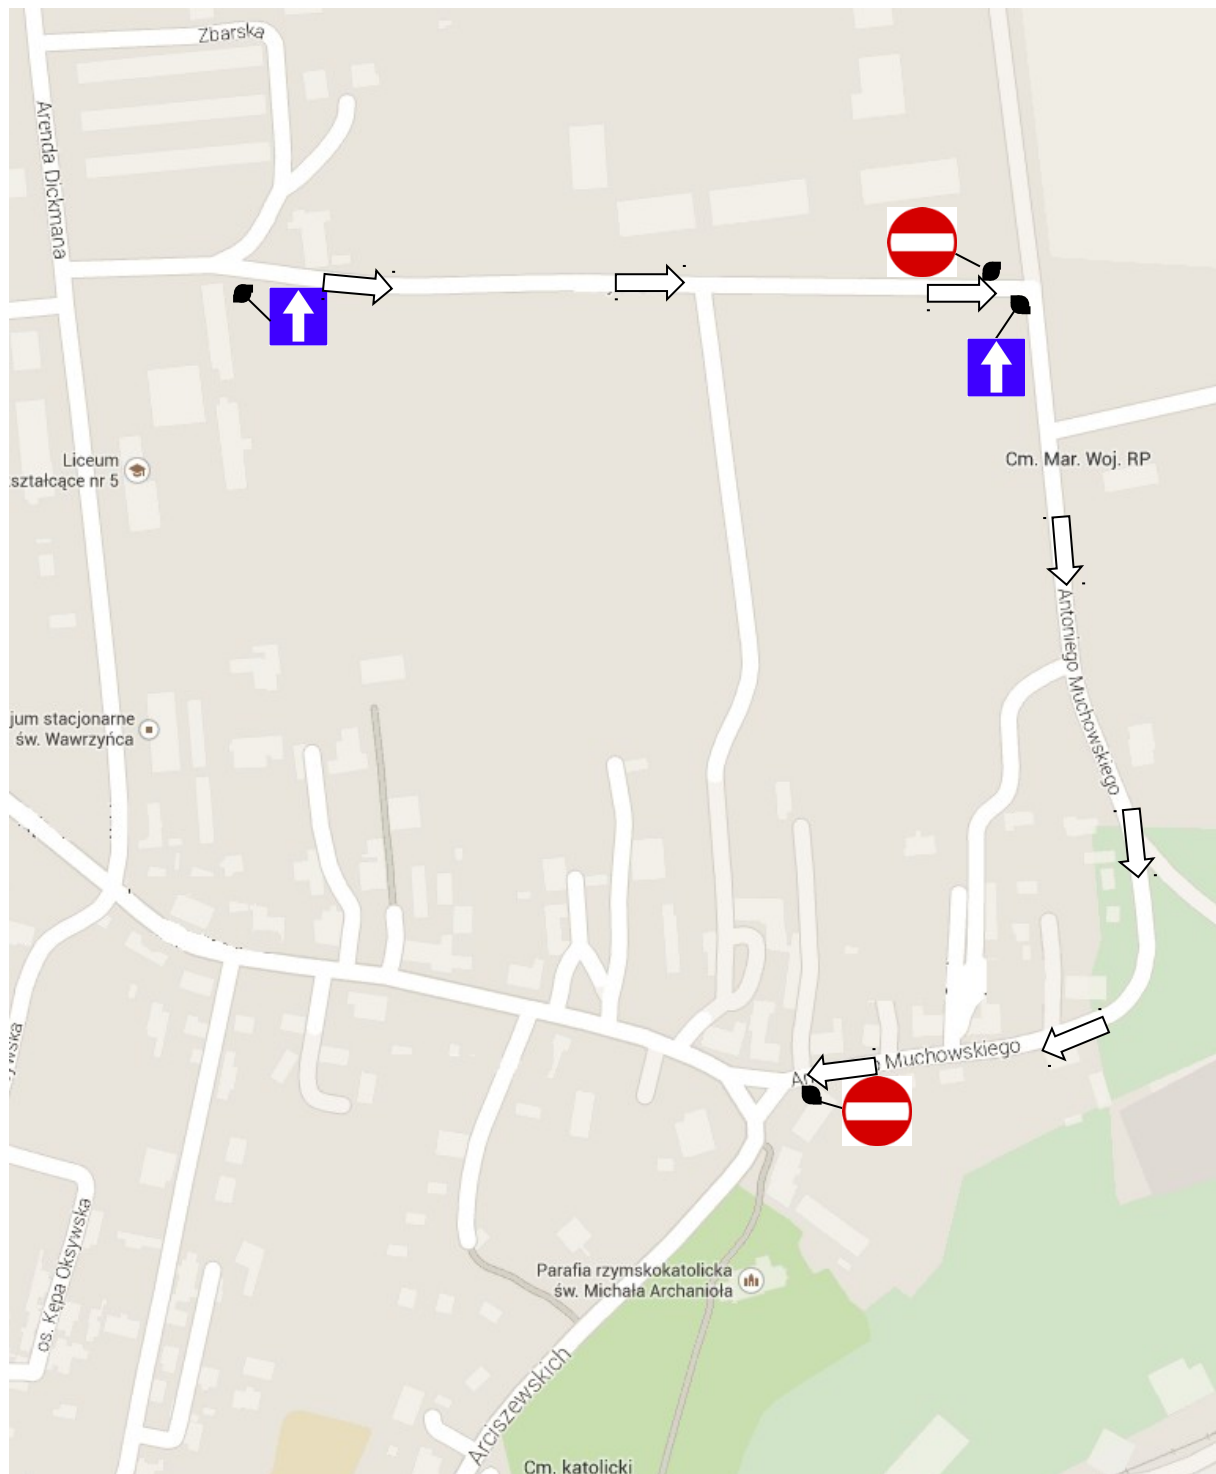 Zbarska
Arenda Dickmana
Liceum
ształcące nr 5
Cm. Mar. Woj. RP
Antoniego Muchowskiego
jum stacjonarne
św. Wawrzyńca
Muchowskiego
ywska
os. Kępa Oksywska
Parafia rzymskokatolicka
św. Michała Archanioła
Arciszewskich
Cm. katolicki